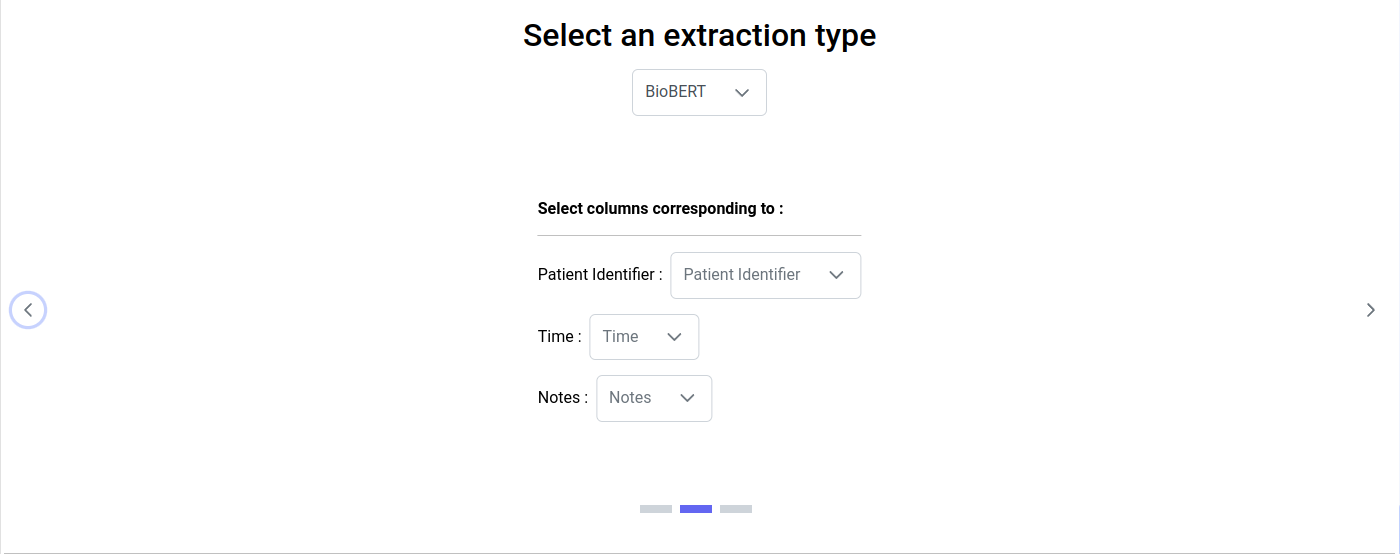 Select an extraction type
BioBERT
Select columns corresponding to :
Patient Identifier : Patient Identifier
Time : Time
Notes : Notes